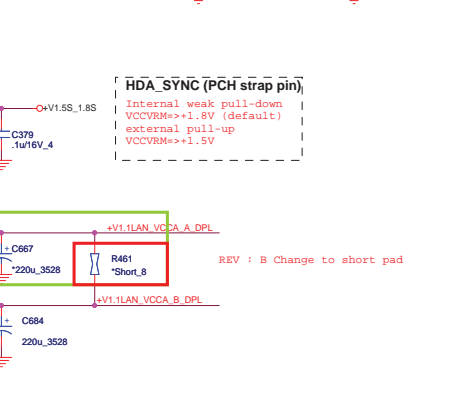 HDA_SYNC (PCH strap pin)
Internal weak pull-down
VCCVRM=>+1.8V (default)
external pull-up
VCCVRM=>+1.5V
+V1.5S_1.8S
C379
.1u/16V_4
+V1.1LAN_VCCA_A_DPL
+ C667
*220u_3528
R461
*Short_8
REV : B Change to short pad
+V1.1LAN_VCCA_B_DPL
+ C684
220u_3528